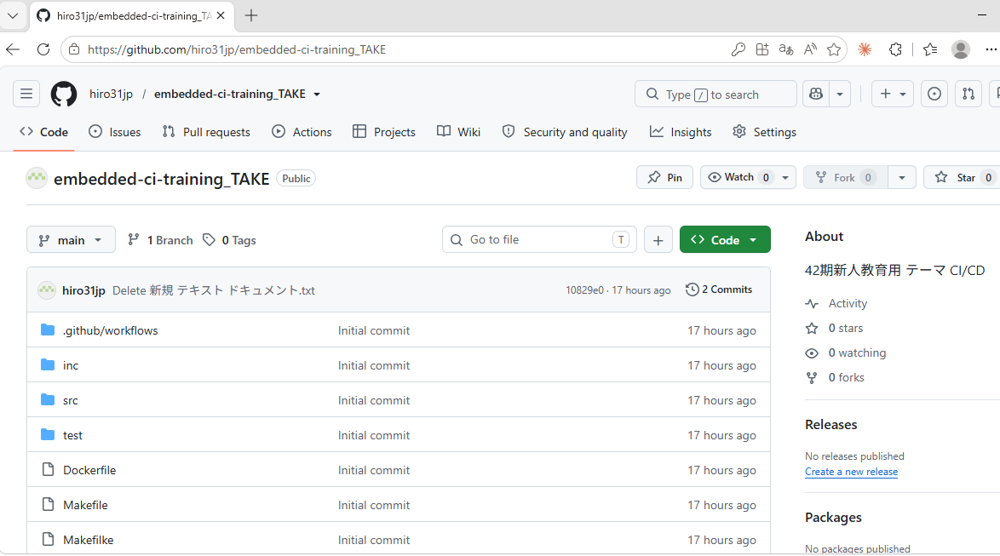 hiro31jp/embedded-ci-training_TA
https://github.com/hiro31jp/embedded-ci-training_TAKE
hiro31jp / embedded-ci-training_TAKE
Type / to search
Code Issues Pull requests Actions Projects Wiki Security and quality Insights Settings
embedded-ci-training_TAKE Public
Pin Watch 0 Fork 0 Star 0
main 1 Branch 0 Tags Go to file T + Code
hiro31jp Delete 新規 テキスト ドキュメント.txt 10829e0 · 17 hours ago 2 Commits
.github/workflows Initial commit 17 hours ago
inc Initial commit 17 hours ago
src Initial commit 17 hours ago
test Initial commit 17 hours ago
Dockerfile Initial commit 17 hours ago
Makefile Initial commit 17 hours ago
Makefilke Initial commit 17 hours ago
About
42期新人教育用 テーマ CI/CD
Activity
0 stars
0 watching
0 forks
Releases
No releases published
Create a new release
Packages
No packages published